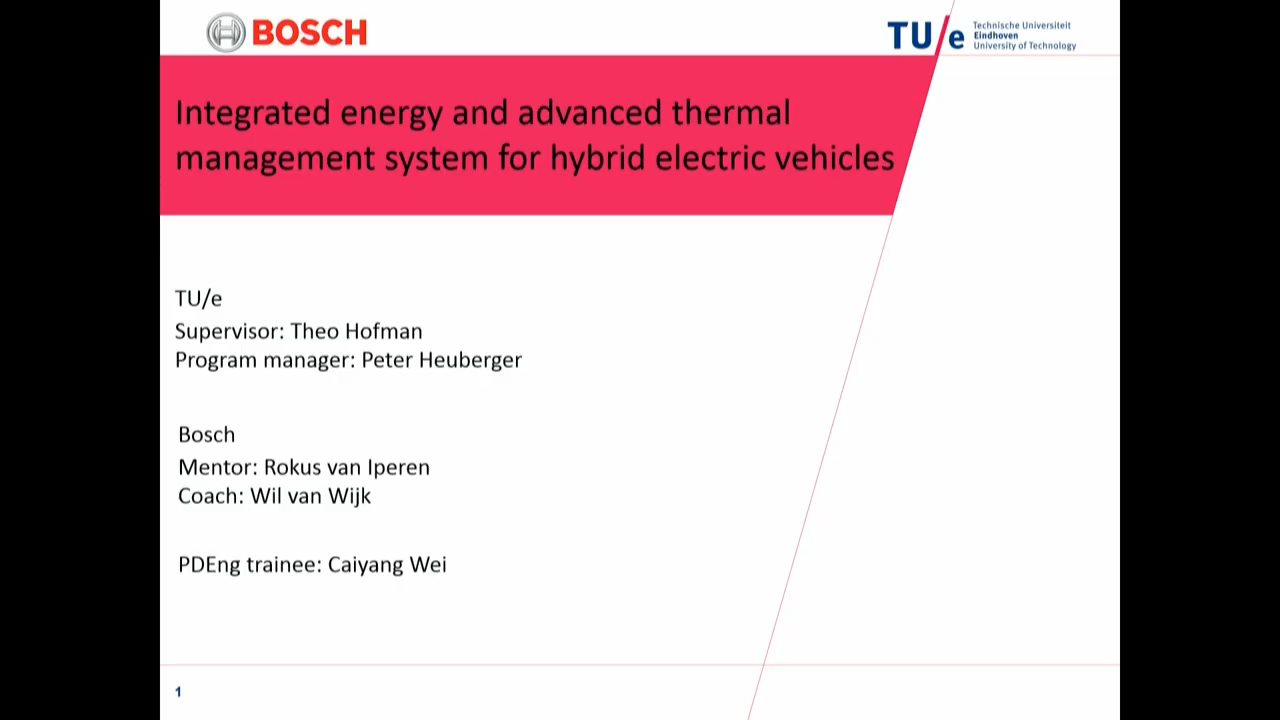 BOSCH
TU/e Technische Universiteit
Eindhoven
University of Technology
Integrated energy and advanced thermal
management system for hybrid electric vehicles
TU/e
Supervisor: Theo Hofman
Program manager: Peter Heuberger
Bosch
Mentor: Rokus van Iperen
Coach: Wil van Wijk
PDEng trainee: Caiyang Wei
1